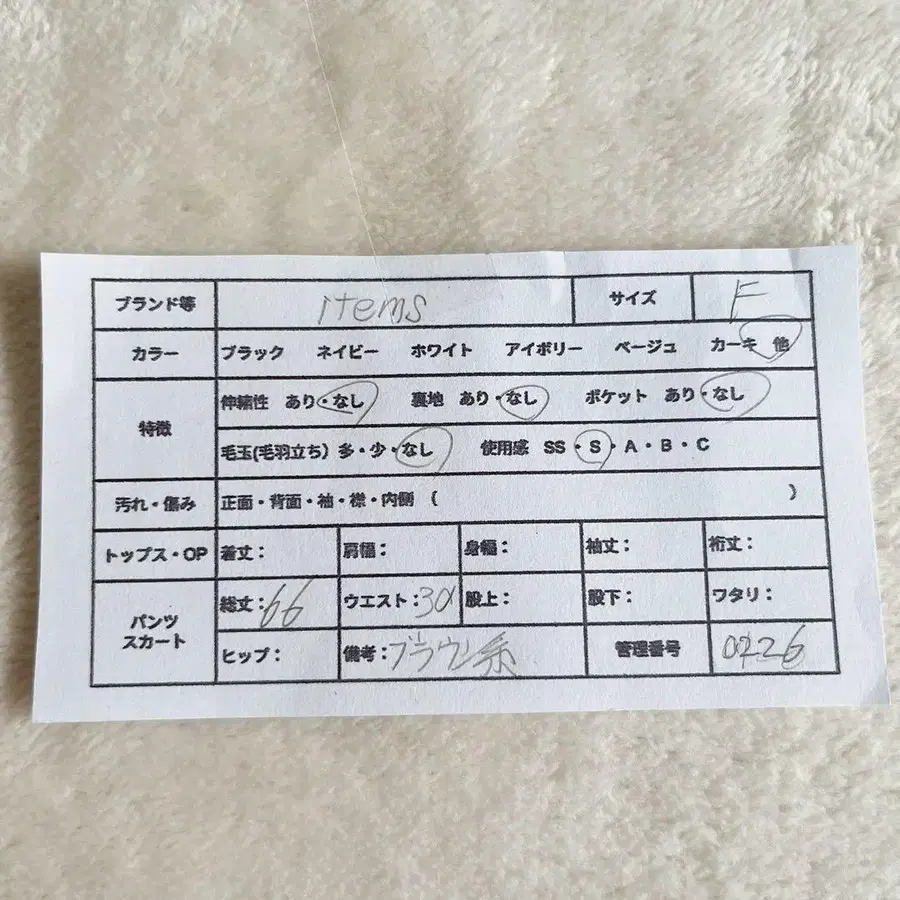 ブランド等 items サイズ F
カラー ブラック ネイビー ホワイト アイボリー ベージュ カーキ 他
特徴 伸縮性 あり・なし 裏地 あり・なし ポケット あり・なし
毛玉(毛羽立ち) 多・少・なし 使用感 SS・S・A・B・C
汚れ・傷み 正面・背面・袖・襟・内側 ( )
トップス・OP 着丈: 肩幅: 身幅: 袖丈: 裄丈:
パンツ スカート 総丈:66 ウエスト:30 股上: 股下: ワタリ:
ヒップ: 備考:ブラウン系 管理番号